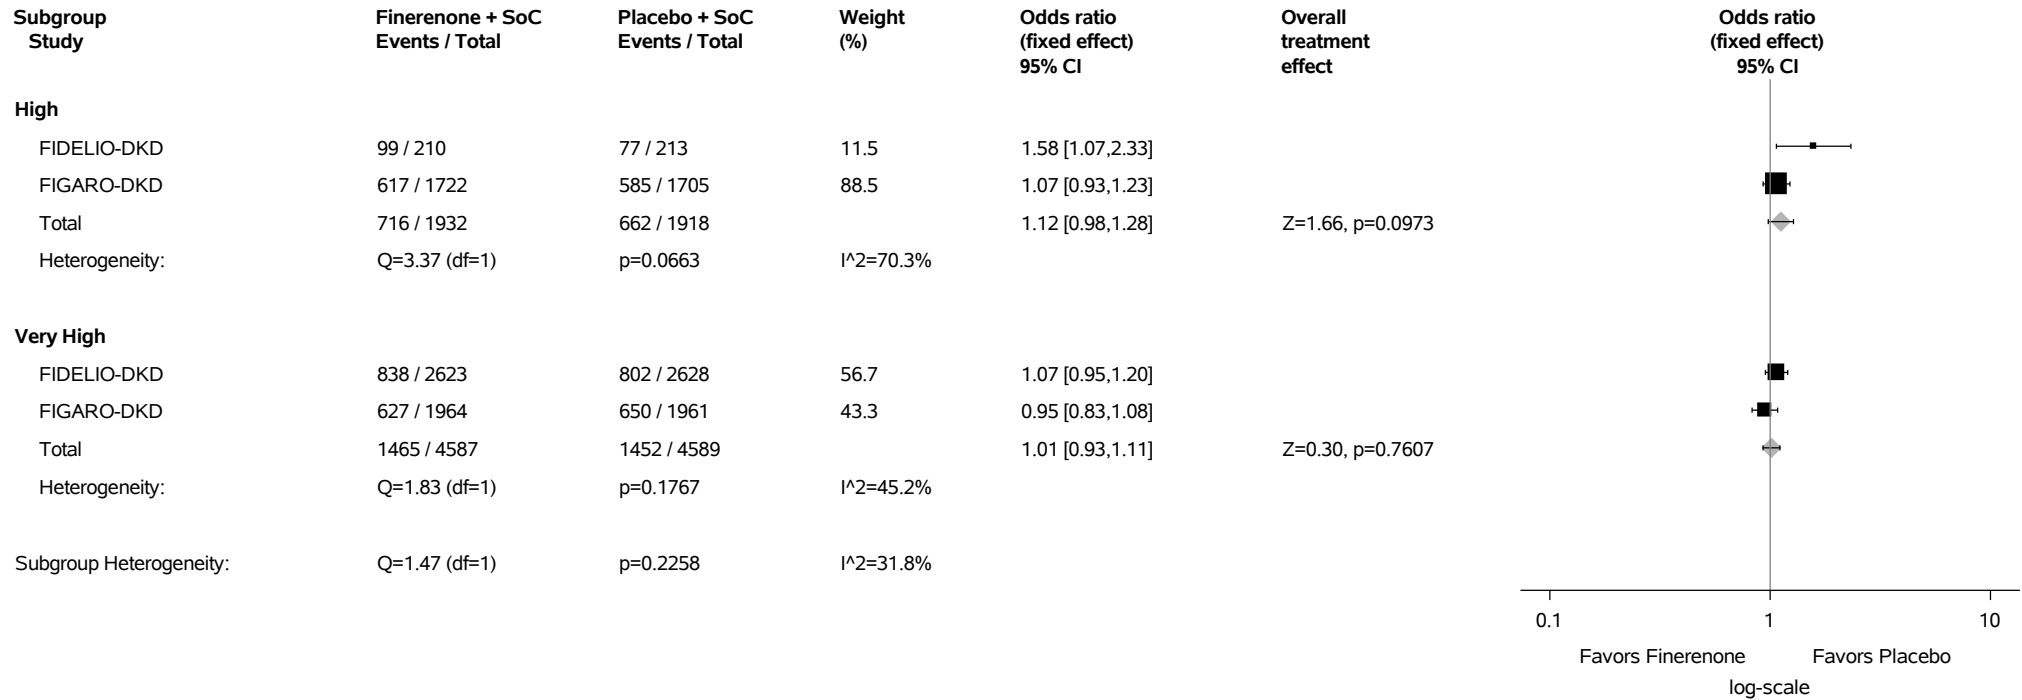 Subgroup Finerenone + SoC Placebo + SoC Weight Odds ratio Overall Odds ratio
Study Events / Total Events / Total (%) (fixed effect) treatment (fixed effect)
95% CI effect 95% CI
High
FIDELIO-DKD 99 / 210 77 / 213 11.5 1.58 [1.07,2.33]
FIGARO-DKD 617 / 1722 585 / 1705 88.5 1.07 [0.93,1.23]
Total 716 / 1932 662 / 1918 1.12 [0.98,1.28] Z=1.66, p=0.0973
Heterogeneity: Q=3.37 (df=1) p=0.0663 I^2=70.3%
Very High
FIDELIO-DKD 838 / 2623 802 / 2628 56.7 1.07 [0.95,1.20]
FIGARO-DKD 627 / 1964 650 / 1961 43.3 0.95 [0.83,1.08]
Total 1465 / 4587 1452 / 4589 1.01 [0.93,1.11] Z=0.30, p=0.7607
Heterogeneity: Q=1.83 (df=1) p=0.1767 I^2=45.2%
Subgroup Heterogeneity: Q=1.47 (df=1) p=0.2258 I^2=31.8%
0.1 1 10
Favors Finerenone Favors Placebo
log-scale